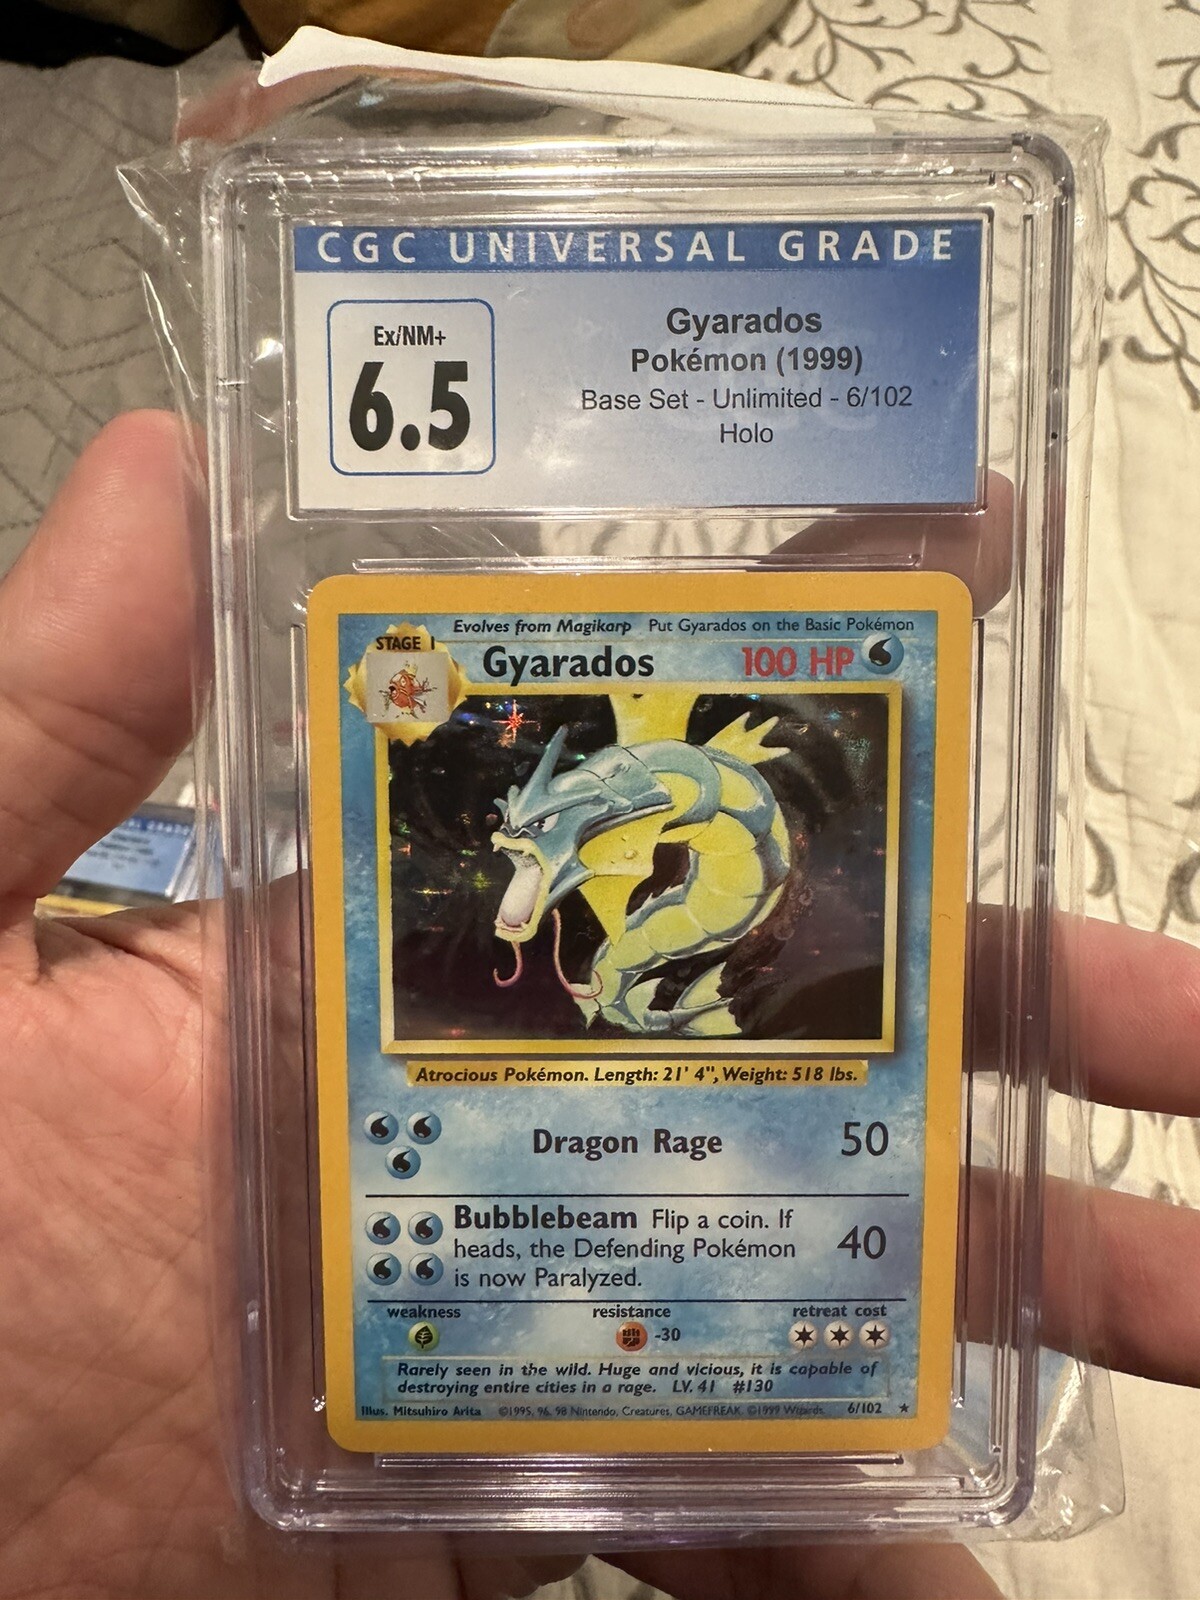 CGC UNIVERSAL GRADE
Ex/NM+
6.5
Gyarados
Pokémon (1999)
Base Set - Unlimited - 6/102
Holo
Evolves from Magikarp Put Gyarados on the Basic Pokémon
STAGE 1
Gyarados 100 HP
Atrocious Pokémon. Length: 21' 4", Weight: 518 lbs.
Dragon Rage 50
Bubblebeam Flip a coin. If
heads, the Defending Pokémon
is now Paralyzed.
40
weakness resistance retreat cost
-30
Rarely seen in the wild. Huge and vicious, it is capable of
destroying entire cities in a rage. LV. 41 #130
Illus. Mitsuhiro Arita ©1995, 96, 98 Nintendo, Creatures, GAMEFREAK. ©1999 Wizards. 6/102 ★